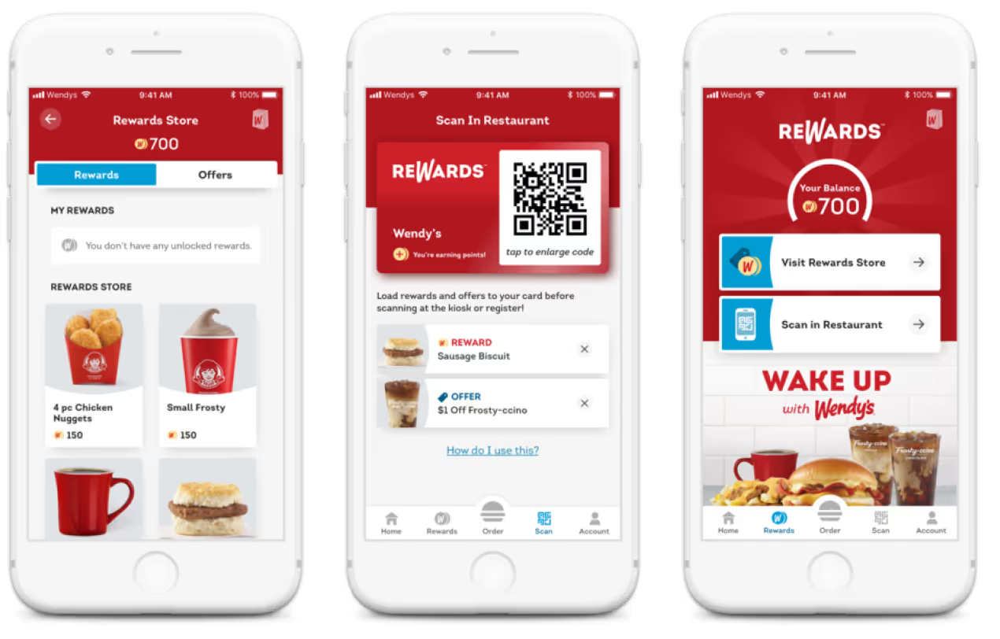 Wendys
9:41 AM
100%
Rewards Store
700
Rewards
Offers
MY REWARDS
You don't have any unlocked rewards.
REWARDS STORE
4 pc Chicken
Nuggets
150
Small Frosty
150
Wendys
9:41 AM
100%
Scan In Restaurant
REWARDS™
Wendy's
You're earning points!
tap to enlarge code
Load rewards and offers to your card before
scanning at the kiosk or register!
REWARD
Sausage Biscuit
OFFER
$1 Off Frosty-ccino
How do I use this?
Home
Rewards
Order
Scan
Account
Wendys
9:41 AM
100%
W
REWARDS™
Your Balance
700
W
Visit Rewards Store
Scan in Restaurant
WAKE UP
with Wendy's
Frosty-ccino
Frosty-ccino
CHOCOLATE
Home
Rewards
Order
Scan
Account